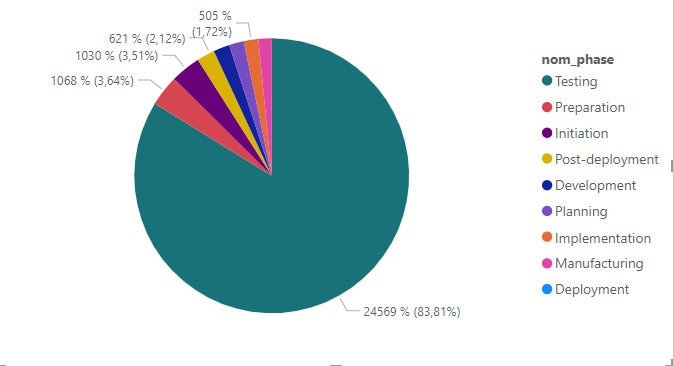 505 %
(1,72%)
621 % (2,12%)
1030 % (3,51%)
1068 % (3,64%)
24569 % (83,81%)
nom_phase
Testing
Preparation
Initiation
Post-deployment
Development
Planning
Implementation
Manufacturing
Deployment